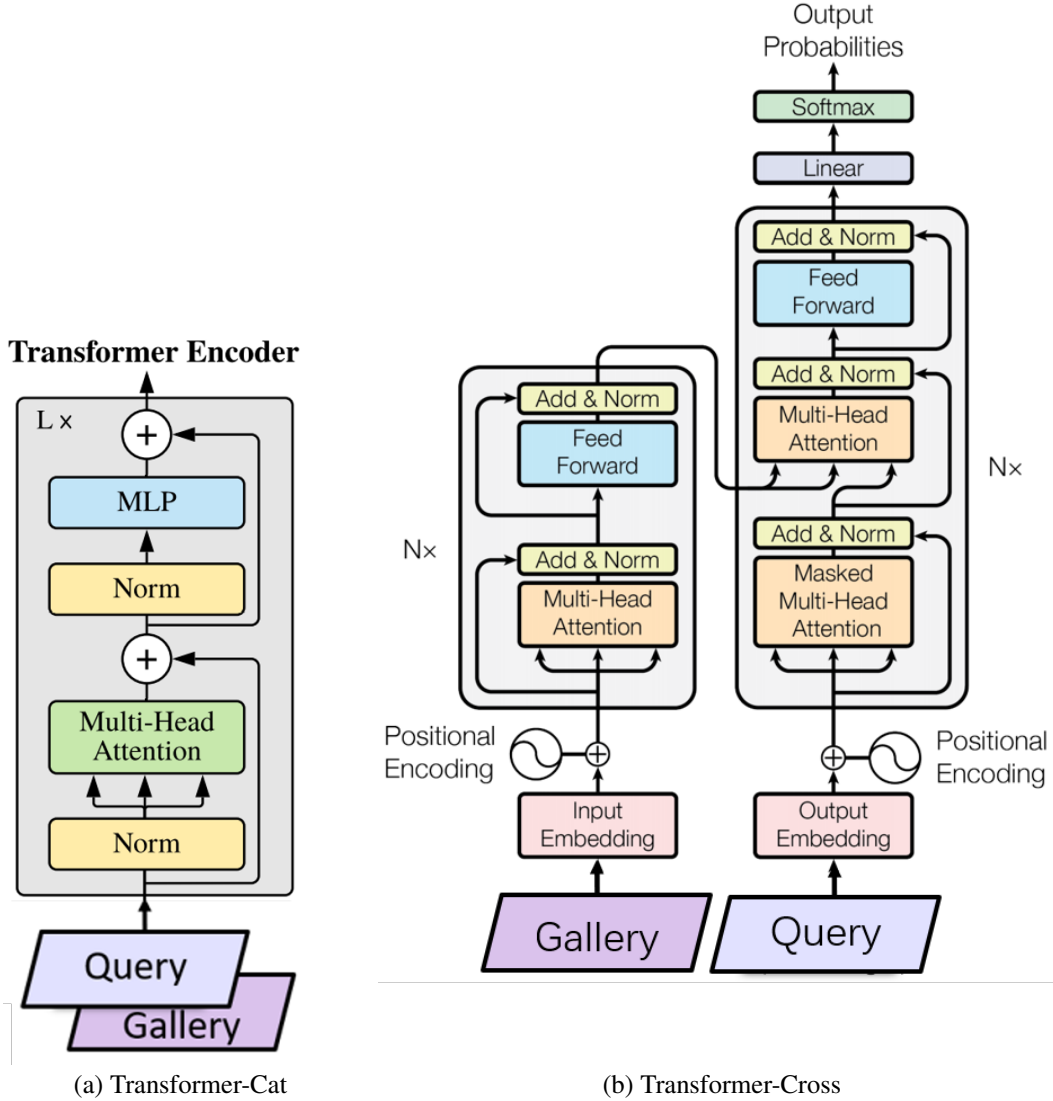 Transformer Encoder
L x
+
MLP
Norm
+
Multi-Head
Attention
Norm
Query
Gallery
(a) Transformer-Cat
Output
Probabilities
Softmax
Linear
Add & Norm
Feed
Forward
Add & Norm
Multi-Head
Attention
N×
Add & Norm
Masked
Multi-Head
Attention
Add & Norm
Feed
Forward
N×
Add & Norm
Multi-Head
Attention
Positional
Encoding
+
Input
Embedding
Gallery
+
Positional
Encoding
Output
Embedding
Query
(b) Transformer-Cross